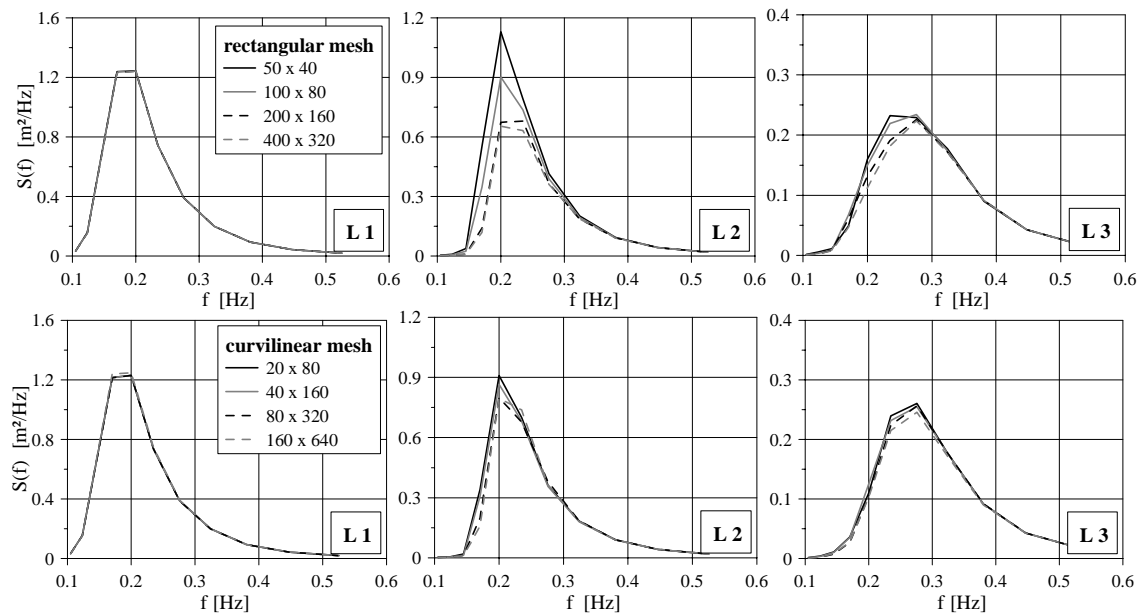 1.6
1.2
0.8
0.4
0
S(f) [m²/Hz]
rectangular mesh
50 x 40
100 x 80
200 x 160
400 x 320
L 1
0.1 0.2 0.3 0.4 0.5 0.6
f [Hz]
1.2
0.9
0.6
0.3
0.0
L 2
0.1 0.2 0.3 0.4 0.5 0.6
f [Hz]
0.4
0.3
0.2
0.1
0
L 3
0.1 0.2 0.3 0.4 0.5 0.6
f [Hz]
1.6
1.2
0.8
0.4
0
S(f) [m²/Hz]
curvilinear mesh
20 x 80
40 x 160
80 x 320
160 x 640
L 1
0.1 0.2 0.3 0.4 0.5 0.6
f [Hz]
1.2
0.9
0.6
0.3
0.0
L 2
0.1 0.2 0.3 0.4 0.5 0.6
f [Hz]
0.4
0.3
0.2
0.1
0
L 3
0.1 0.2 0.3 0.4 0.5 0.6
f [Hz]